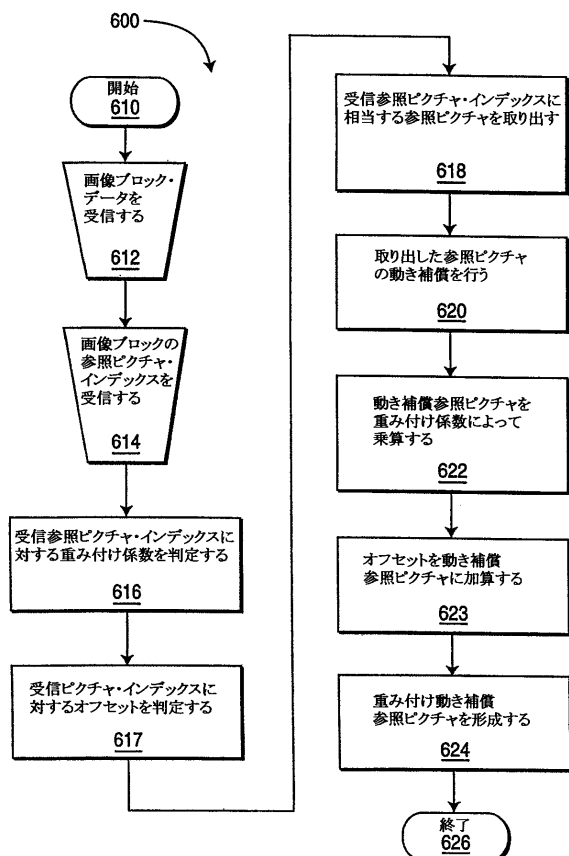 600
開始
610
画像ブロック・
データを
受信する
612
画像ブロックの
参照ピクチャ・
インデックスを
受信する
614
受信参照ピクチャ・インデックスに
対する重み付け係数を判定する
616
受信ピクチャ・インデックスに
対するオフセットを判定する
617
受信参照ピクチャ・インデックスに
相当する参照ピクチャを取り出す
618
取り出した参照ピクチャ
の動き補償を行う
620
動き補償参照ピクチャを
重み付け係数によって
乗算する
622
オフセットを動き補償
参照ピクチャに加算する
623
重み付け動き補償
参照ピクチャを形成する
624
終了
626